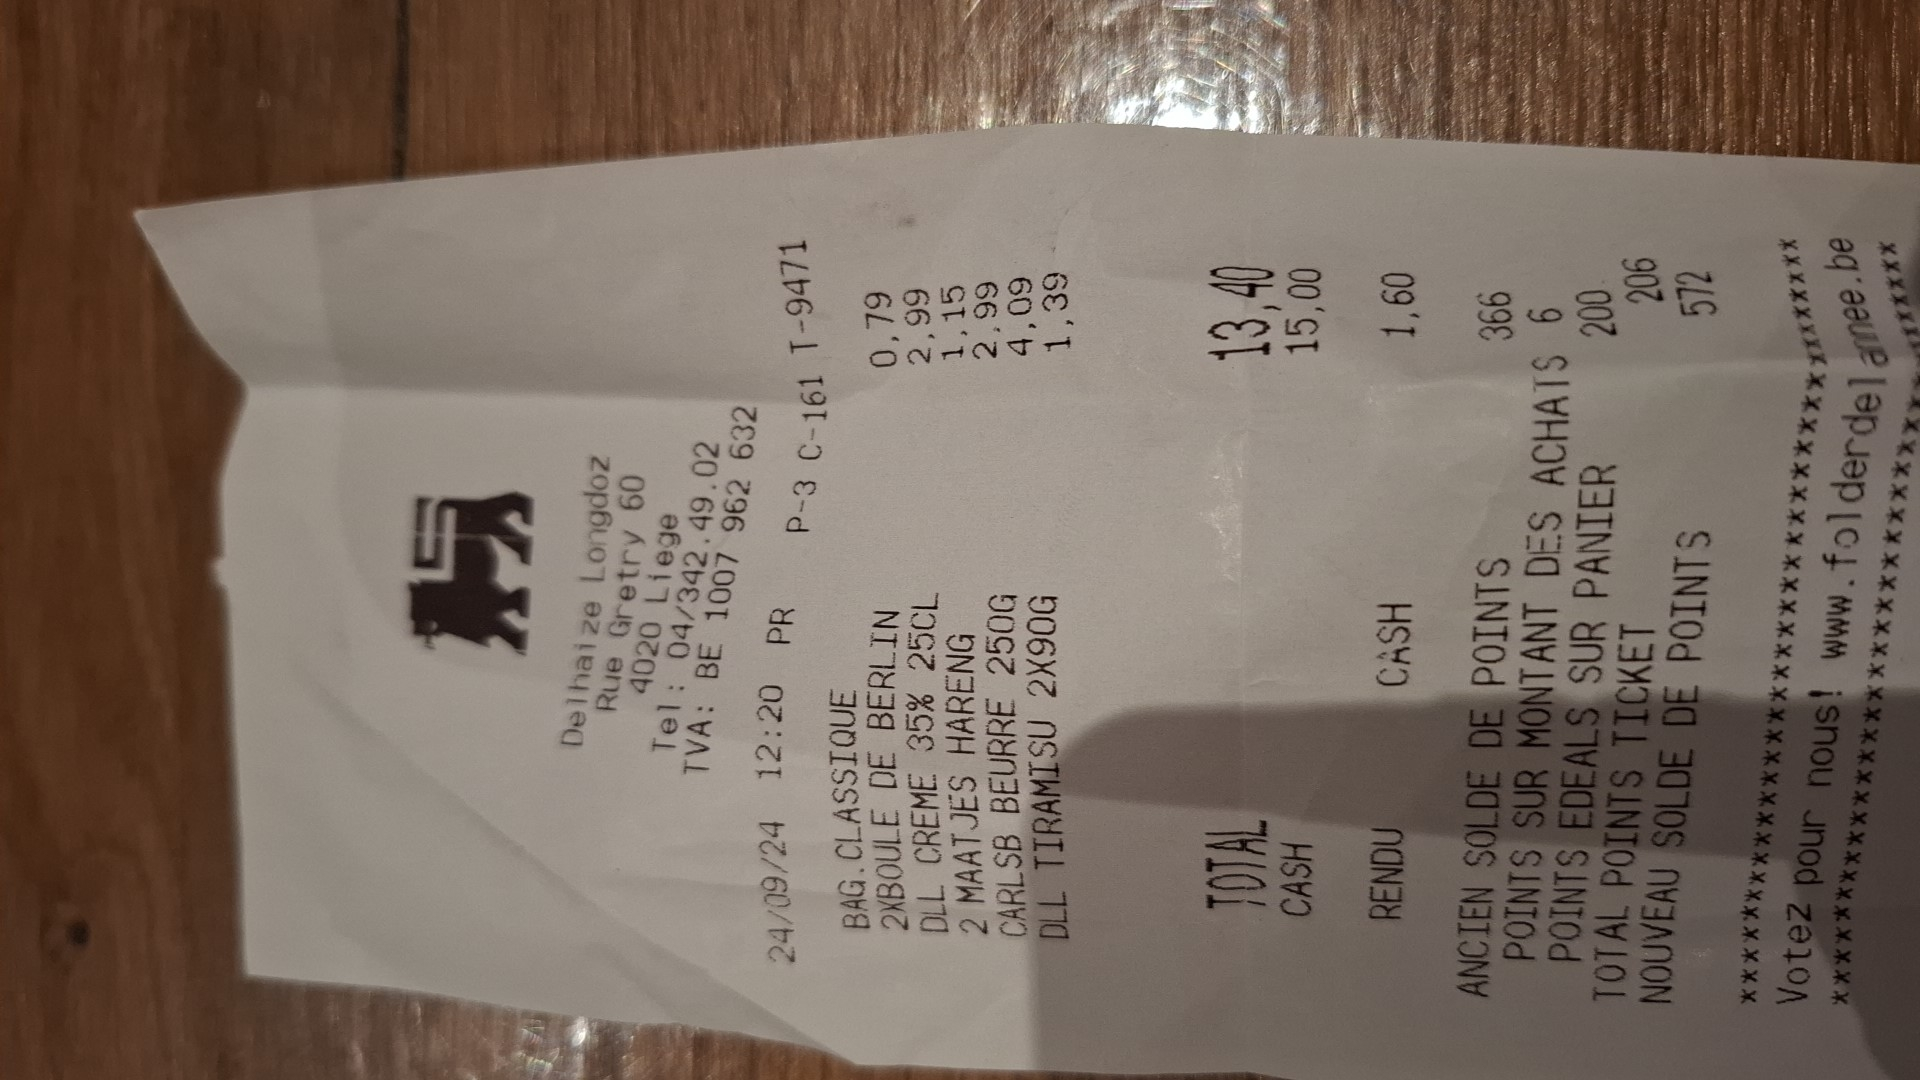 Delhaize Longdoz
Rue Gretry 60
4020 Liege
Tel: 04/342.49.02
TVA: BE 1007 962 632
24/09/24 12:20 PR P-3 C-161 T-9471
BAG.CLASSIQUE 0,79
2XBOULE DE BERLIN 2,99
DLL CREME 35% 25CL 1,15
2 MAATJES HARENG 2,99
CARLSB BEURRE 250G 4,09
DLL TIRAMISU 2X90G 1,39
TOTAL 13,40
CASH 15,00
RENDU CASH 1,60
ANCIEN SOLDE DE POINTS 366
POINTS SUR MONTANT DES ACHATS 6
POINTS EDEALS SUR PANIER 200
TOTAL POINTS TICKET 206
NOUVEAU SOLDE DE POINTS 572
****************************************
Votez pour nous! www.folderdelannee.be
****************************************